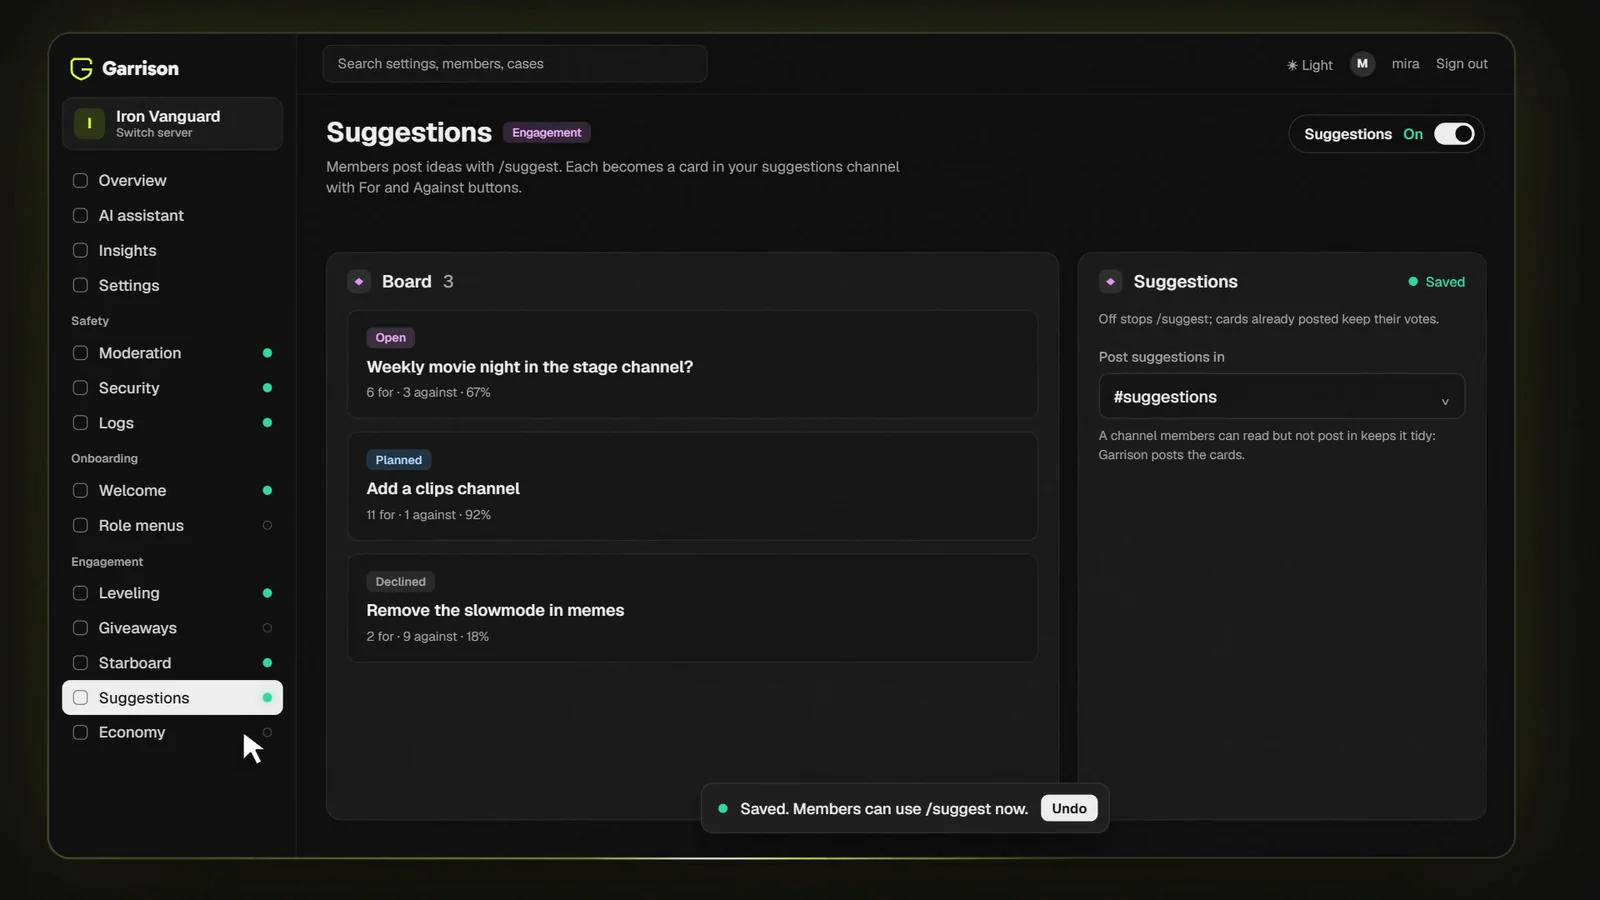 Garrison
Search settings, members, cases
Light
M
mira
Sign out
I
Iron Vanguard
Switch server
Overview
AI assistant
Insights
Settings
Safety
Moderation
Security
Logs
Onboarding
Welcome
Role menus
Engagement
Leveling
Giveaways
Starboard
Suggestions
Economy
Suggestions
Engagement
Members post ideas with /suggest. Each becomes a card in your suggestions channel
with For and Against buttons.
Suggestions On
Board 3
Open
Weekly movie night in the stage channel?
6 for · 3 against · 67%
Planned
Add a clips channel
11 for · 1 against · 92%
Declined
Remove the slowmode in memes
2 for · 9 against · 18%
Suggestions
Saved
Off stops /suggest; cards already posted keep their votes.
Post suggestions in
#suggestions
A channel members can read but not post in keeps it tidy:
Garrison posts the cards.
Saved. Members can use /suggest now.
Undo